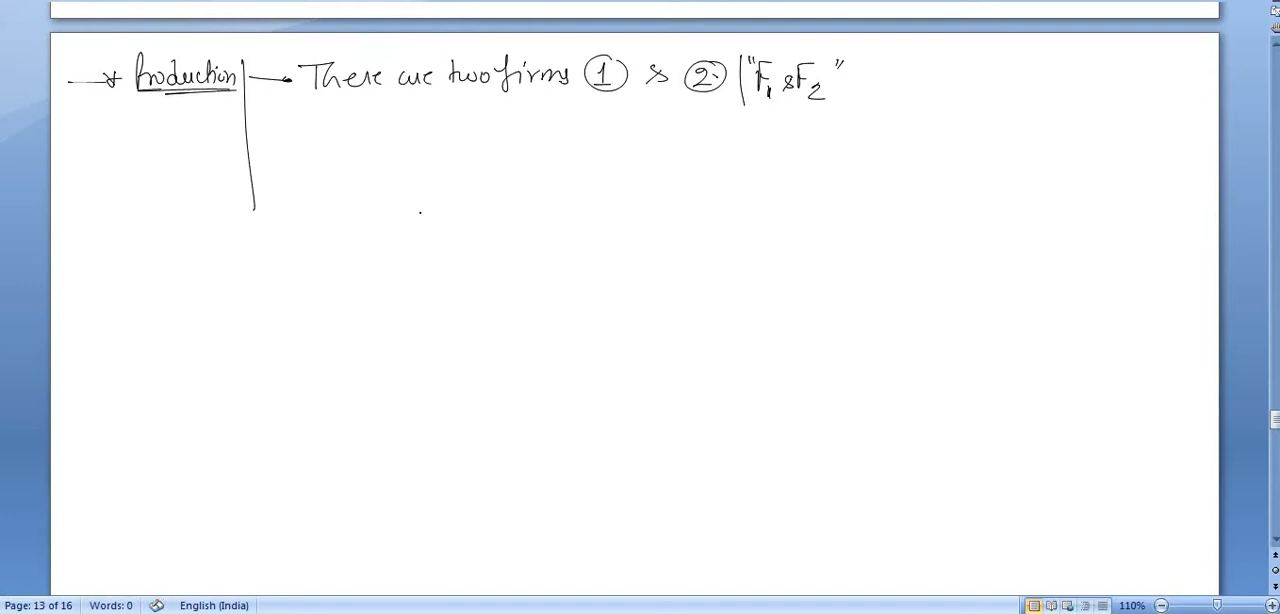 → * Production | → There are two firms ① & ② | "F₁ & F₂"
Page: 13 of 16 Words: 0 English (India) 110%